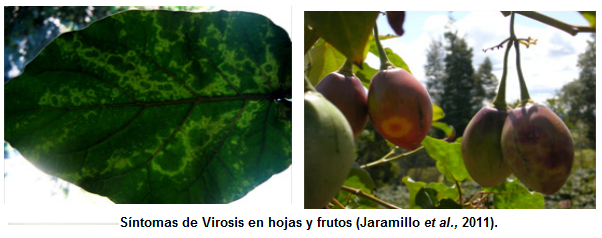 Síntomas de Virosis en hojas y frutos (Jaramillo et al., 2011).